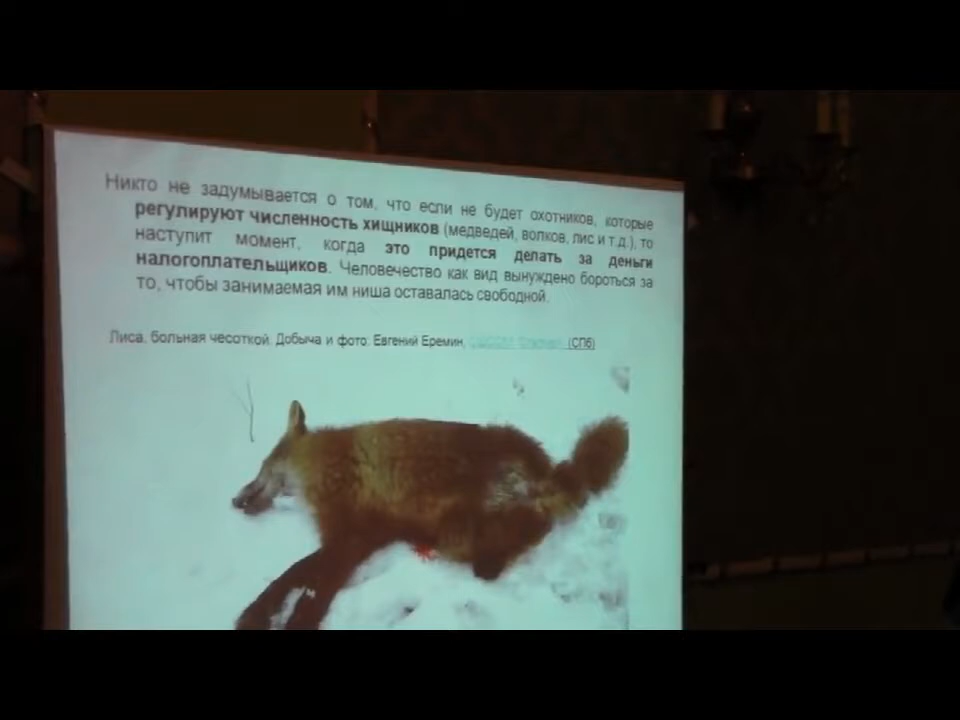 Никто не задумывается о том, что если не будет охотников, которые
регулируют численность хищников (медведей, волков, лис и т.д.), то
наступит момент, когда это придется делать за деньги
налогоплательщиков. Человечество как вид вынуждено бороться за
то, чтобы занимаемая им ниша оставалась свободной.
Лиса, больная чесоткой. Добыча и фото: Евгений Еремин, (СПб)